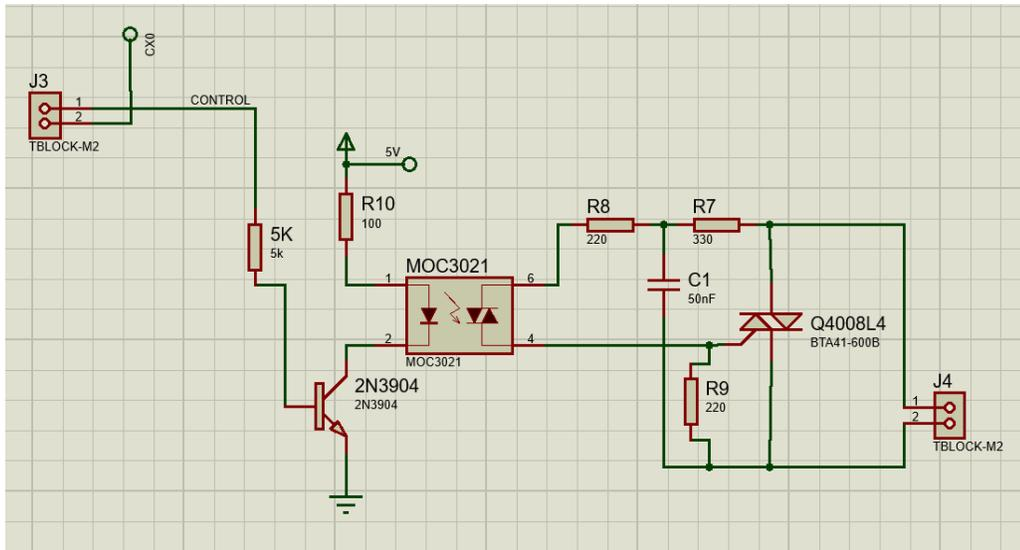 CX0
J3
1
2
TBLOCK-M2
CONTROL
5V
R10
100
5K
5k
MOC3021
1
2
6
4
MOC3021
2N3904
2N3904
R8
220
R7
330
C1
50nF
Q4008L4
BTA41-600B
R9
220
J4
1
2
TBLOCK-M2